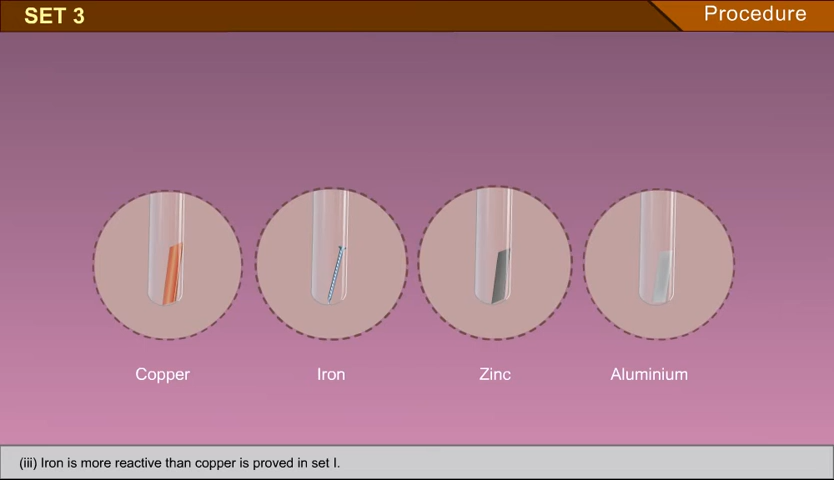 SET 3
Procedure
Copper
Iron
Zinc
Aluminium
(iii) Iron is more reactive than copper is proved in set I.